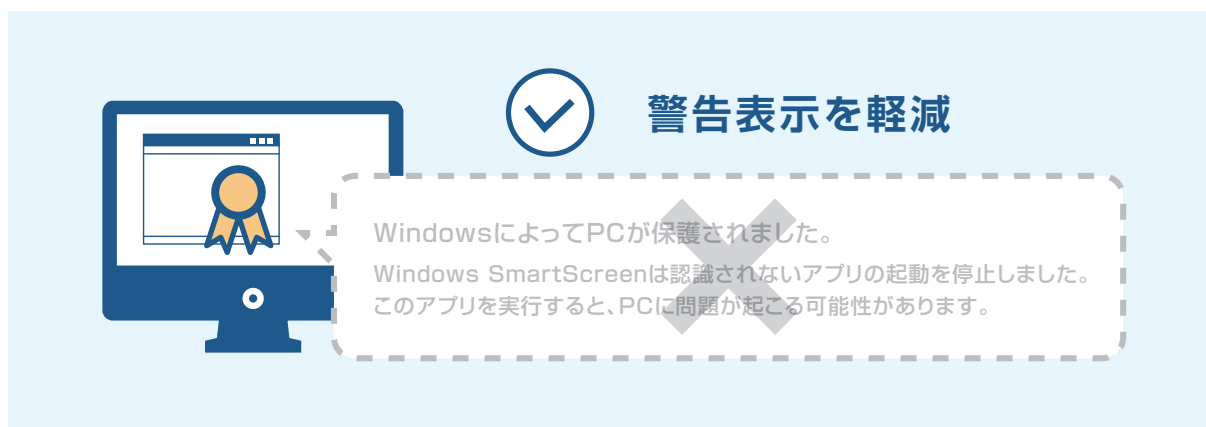 警告表示を軽減
WindowsによってPCが保護されました。
Windows SmartScreenは認識されないアプリの起動を停止しました。
このアプリを実行すると、PCに問題が起こる可能性があります。